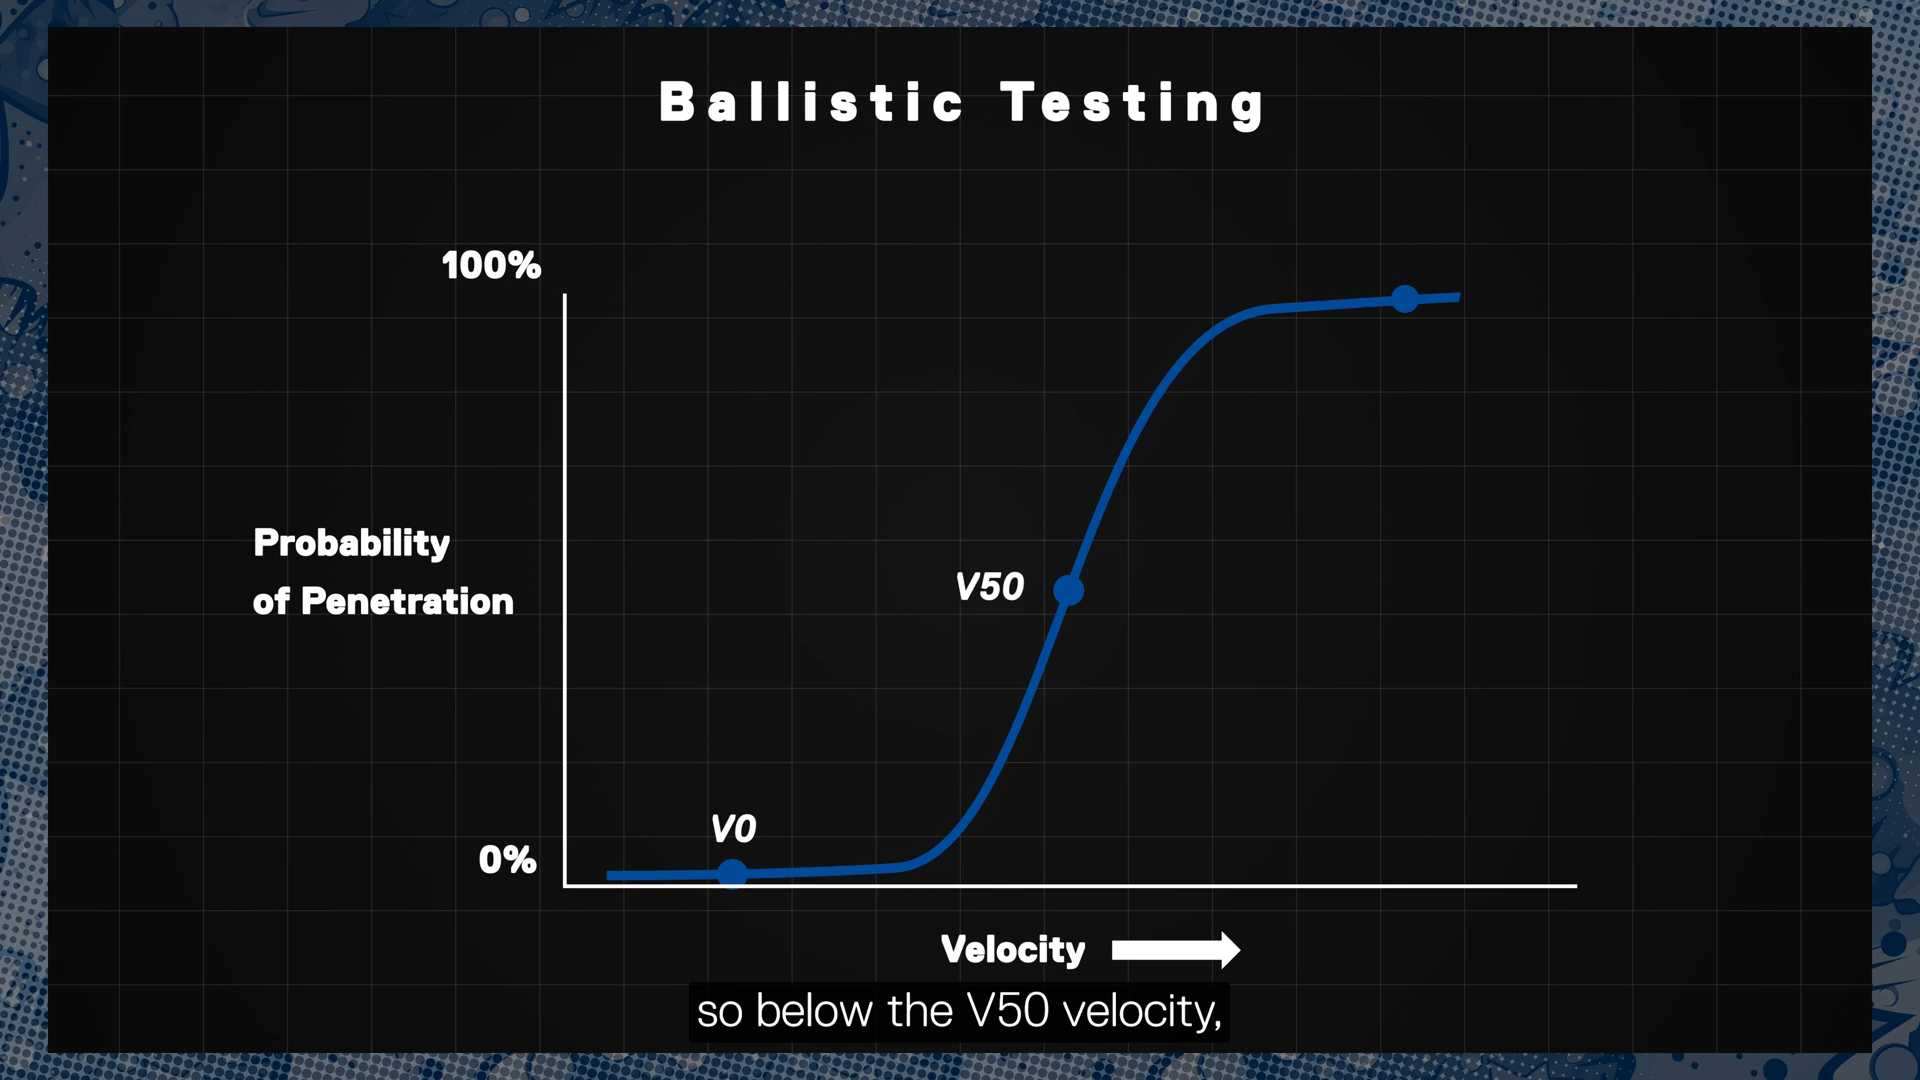 Ballistic Testing
100%
Probability
of Penetration
V50
V0
0%
Velocity
so below the V50 velocity,